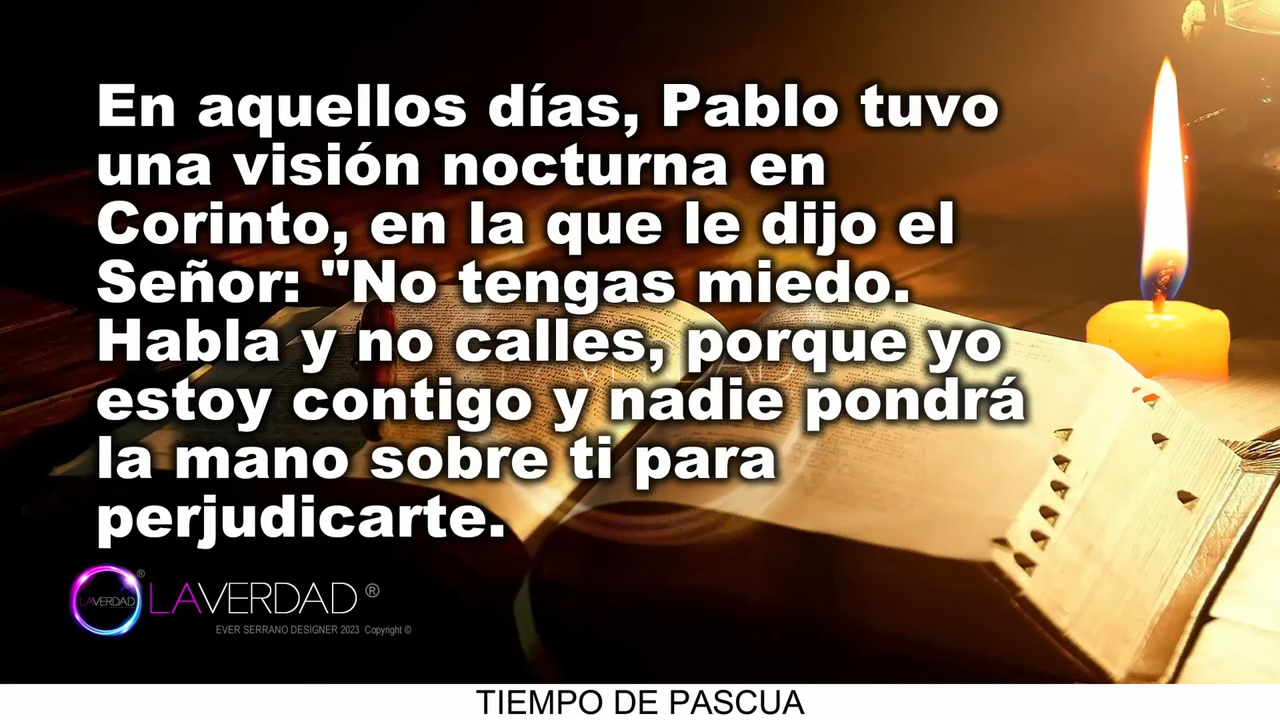 En aquellos días, Pablo tuvo
una visión nocturna en
Corinto, en la que le dijo el
Señor: "No tengas miedo.
Habla y no calles, porque yo
estoy contigo y nadie pondrá
la mano sobre ti para
perjudicarte.
LAVERDAD ® LAVERDAD ®
EVER SERRANO DESIGNER 2023 Copyright ©
TIEMPO DE PASCUA